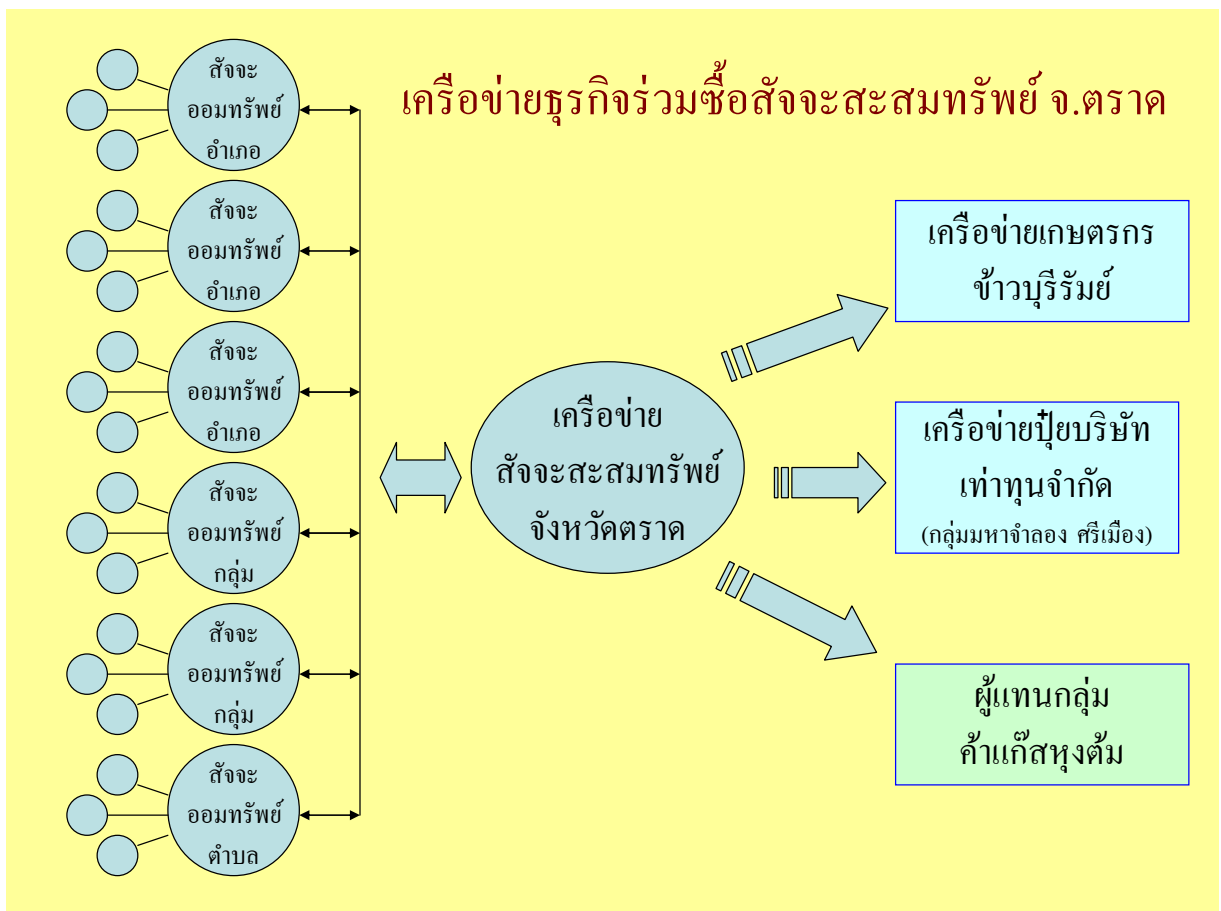 เครือข่ายธุรกิจร่วมซื้อสัจจะสะสมทรัพย์ จ.ตราด
สัจจะ
ออมทรัพย์
อำเภอ
สัจจะ
ออมทรัพย์
อำเภอ
สัจจะ
ออมทรัพย์
อำเภอ
สัจจะ
ออมทรัพย์
กลุ่ม
สัจจะ
ออมทรัพย์
กลุ่ม
สัจจะ
ออมทรัพย์
ตำบล
เครือข่าย
สัจจะสะสมทรัพย์
จังหวัดตราด
เครือข่ายเกษตรกร
ข้าวบุรีรัมย์
เครือข่ายปุ๋ยบริษัท
เท่าทุนจำกัด
(กลุ่มมหาจำลอง ศรีเมือง)
ผู้แทนกลุ่ม
ค้าแก๊สหุงต้ม